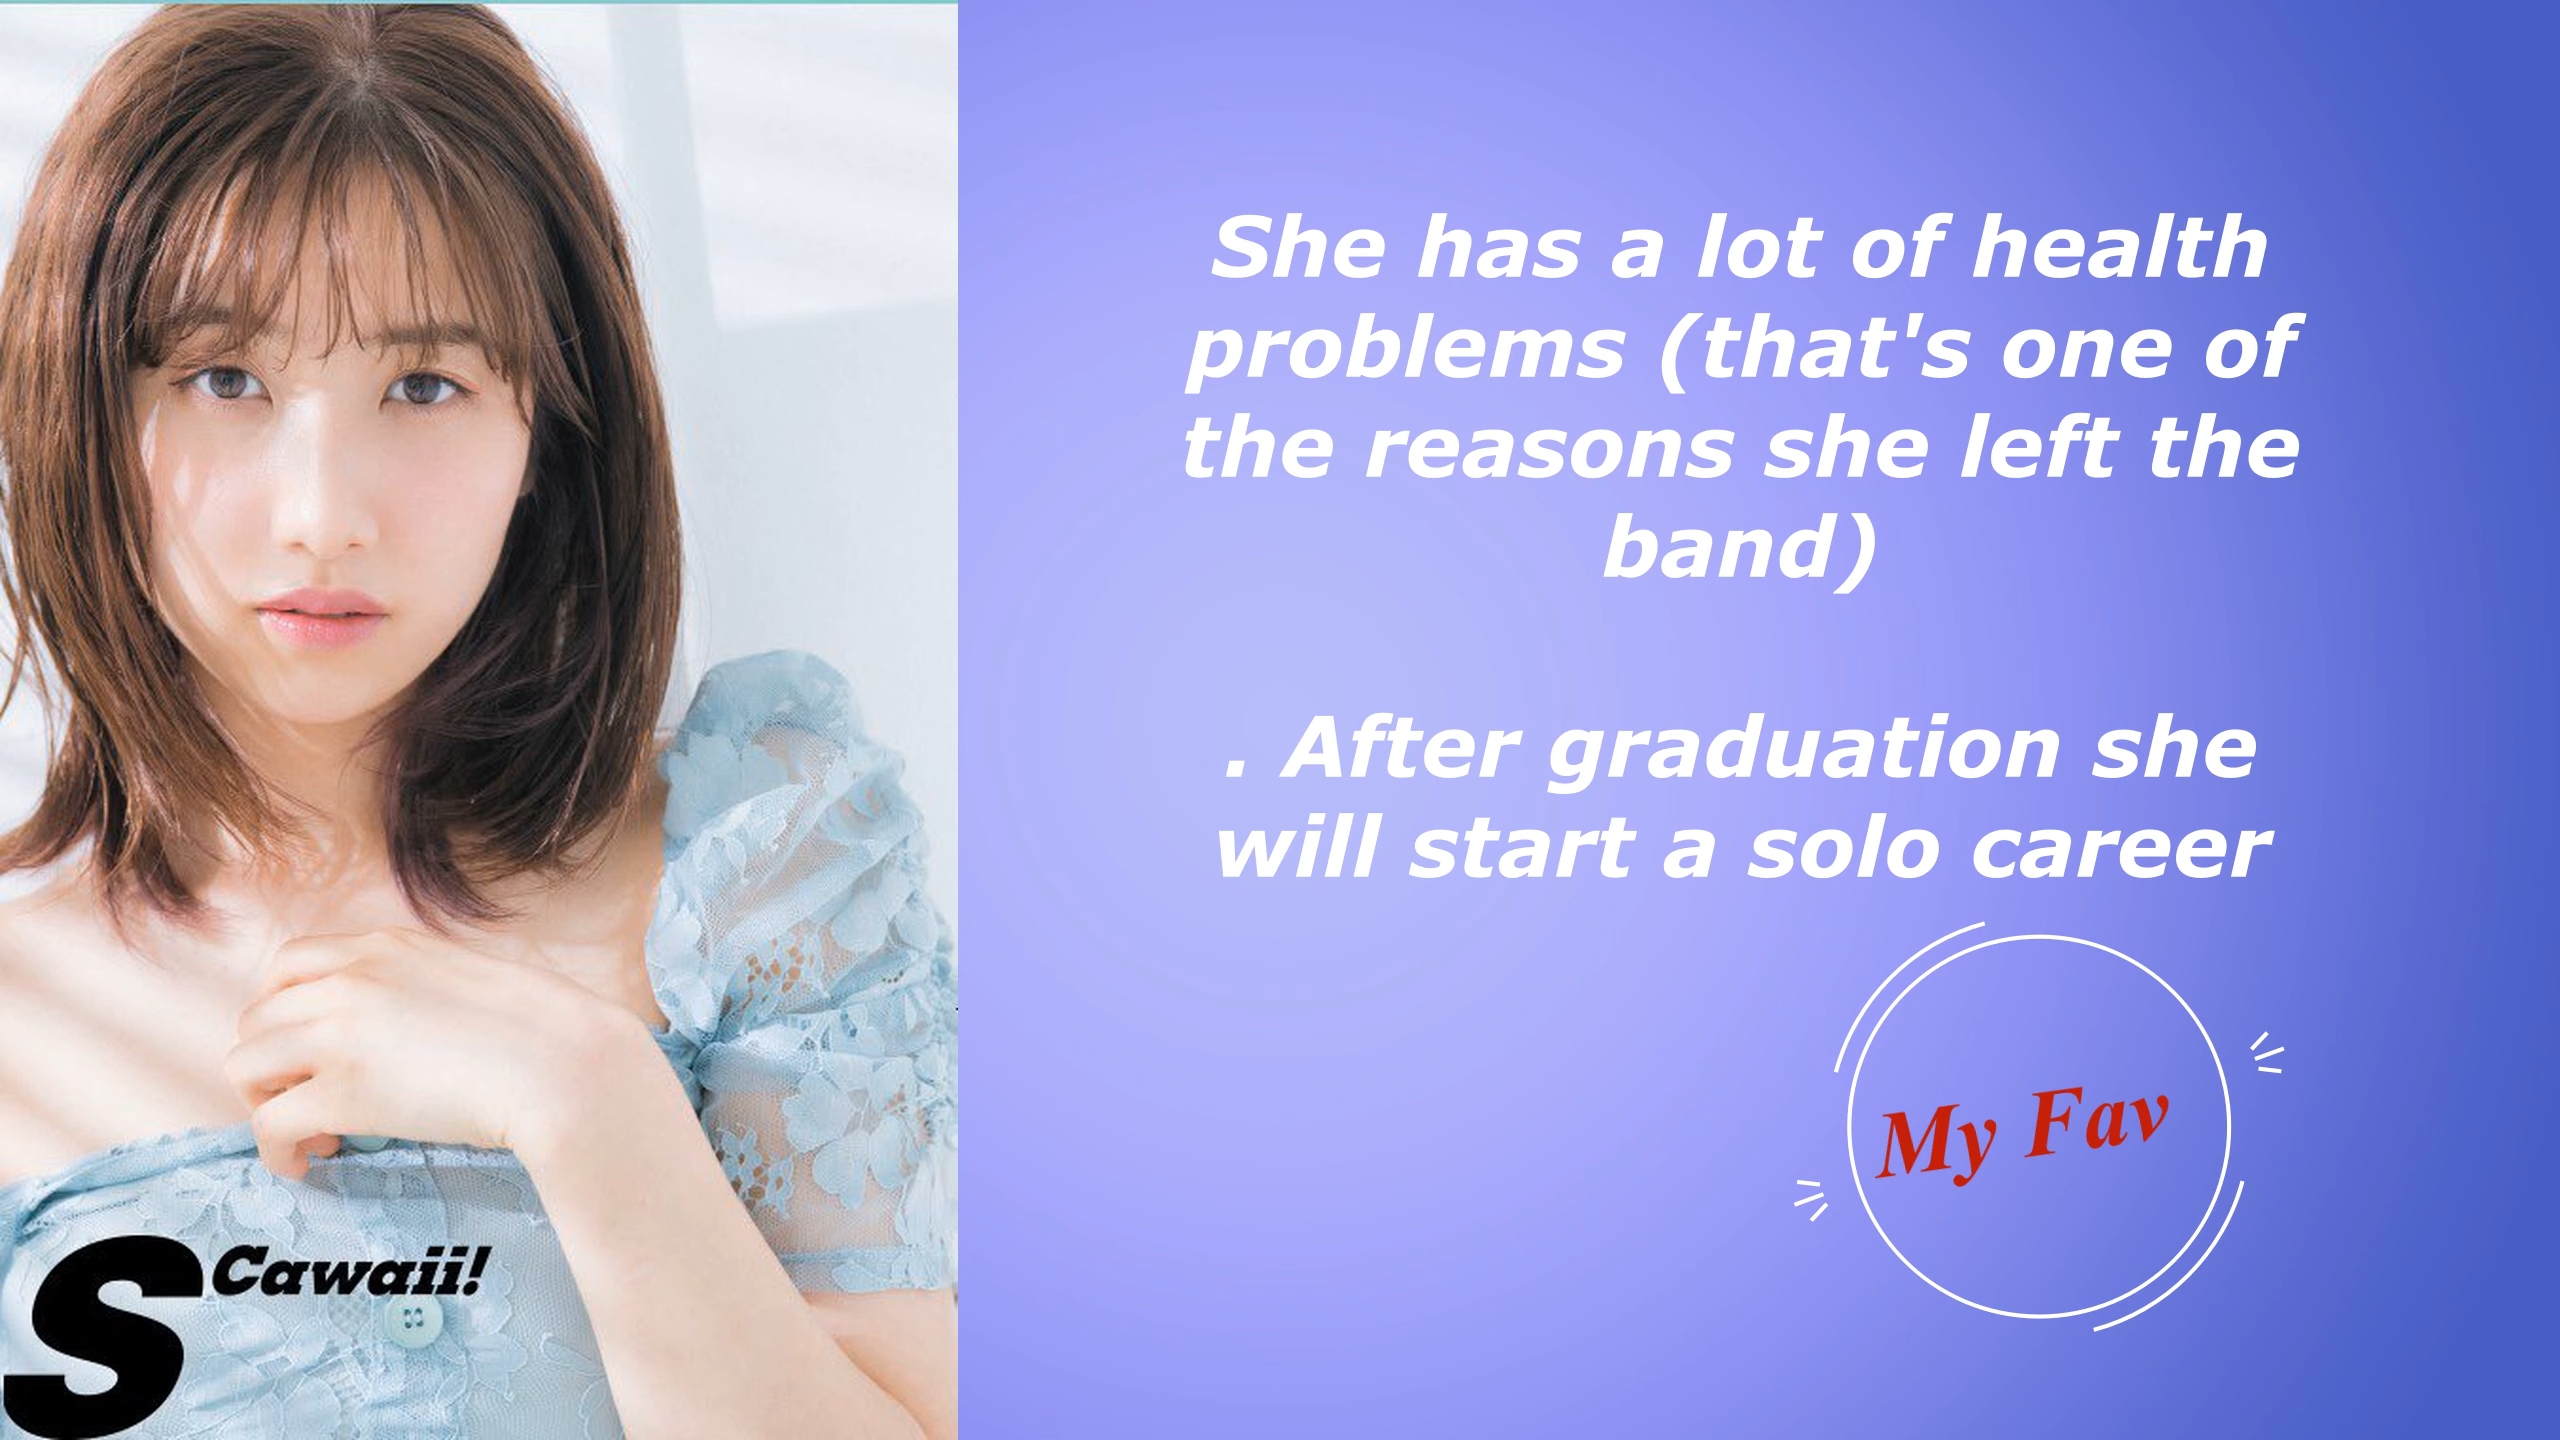 She has a lot of health
problems (that's one of
the reasons she left the
band)
. After graduation she
will start a solo career
My Fav
S Cawaii!